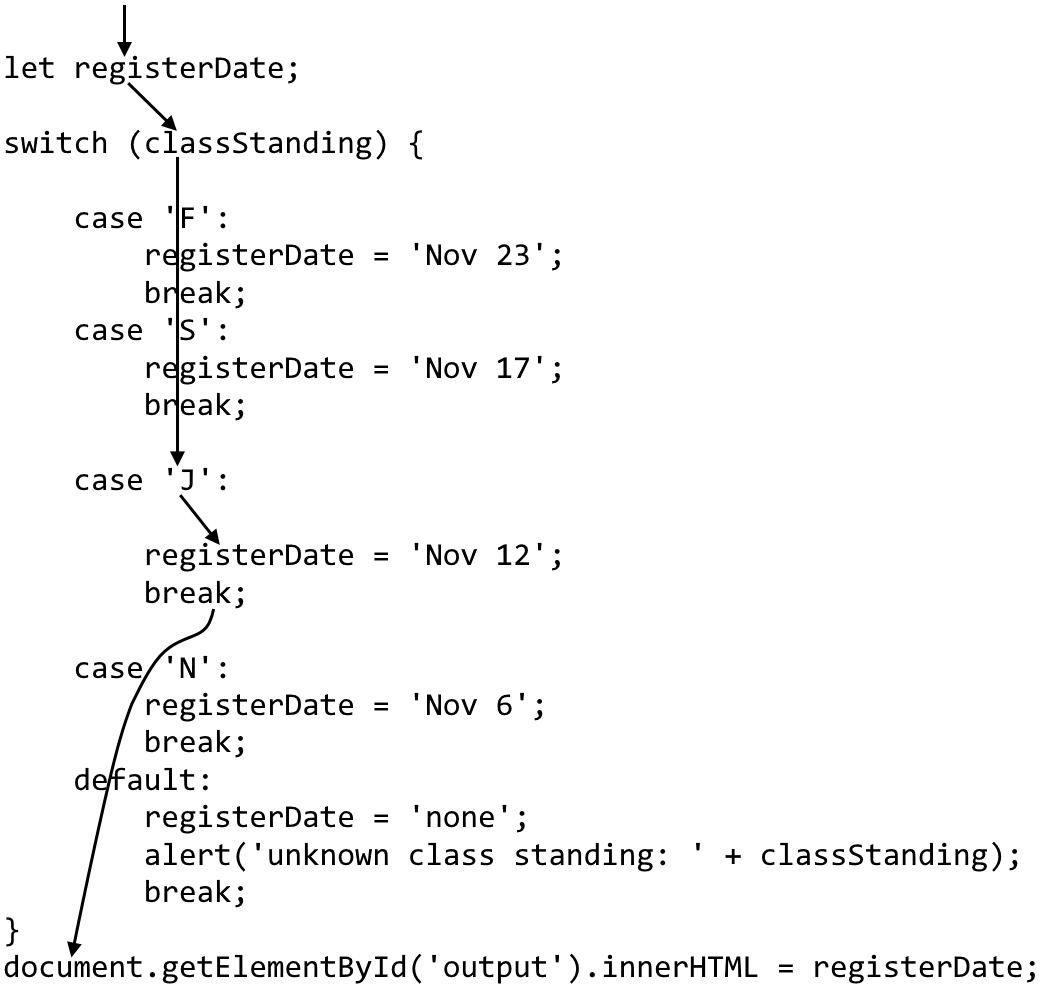 let registerDate;
switch (classStanding) {
case 'F':
registerDate = 'Nov 23';
break;
case 'S':
registerDate = 'Nov 17';
break;
case 'J':
registerDate = 'Nov 12';
break;
case 'N':
registerDate = 'Nov 6';
break;
default:
registerDate = 'none';
alert('unknown class standing: ' + classStanding);
break;
}
document.getElementById('output').innerHTML = registerDate;